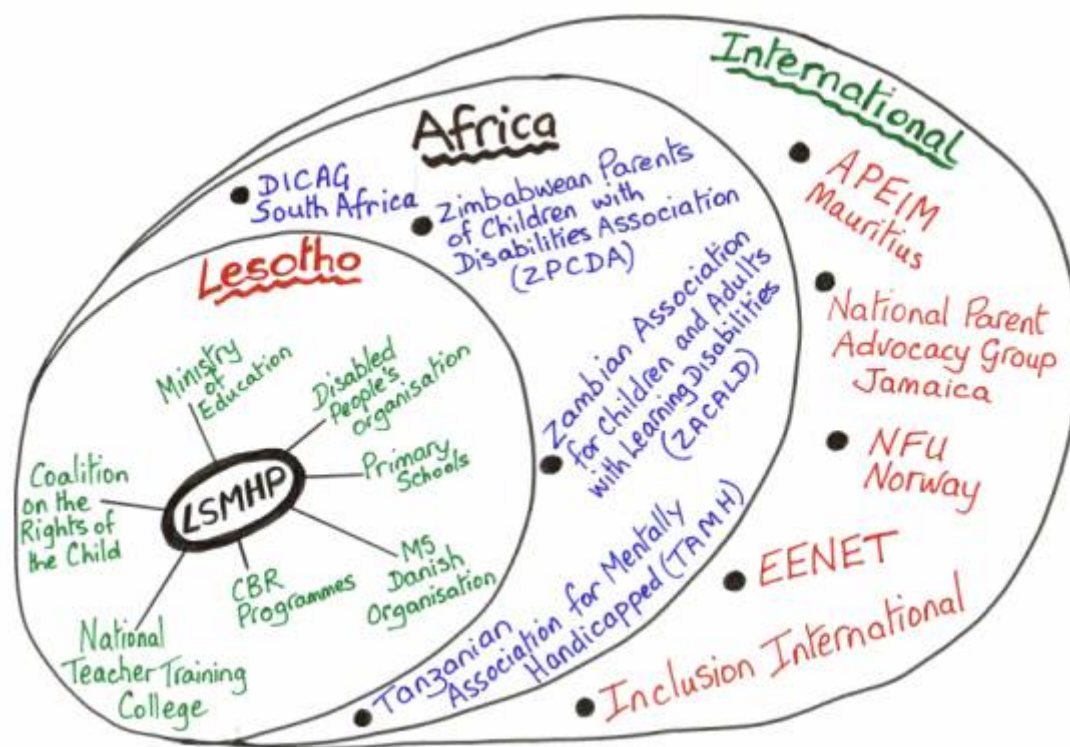 International
Africa
Lesotho
DICAG
South Africa
Zimbabwean Parents
of Children with
Disabilities Association
(ZPCDA)
Zambian Association
for Children and Adults
with Learning Disabilities
(ZACALD)
Tanzanian
Association for Mentally
Handicapped (TAMH)
APEIM
Mauritius
National Parent
Advocacy Group
Jamaica
NFU
Norway
EENET
Inclusion International
Ministry
of
Education
Disabled
People's
Organisation
Primary
Schools
MS
Danish
Organisation
CBR
Programmes
National
Teacher Training
College
Coalition
on the
Rights of
the Child
LSMHP